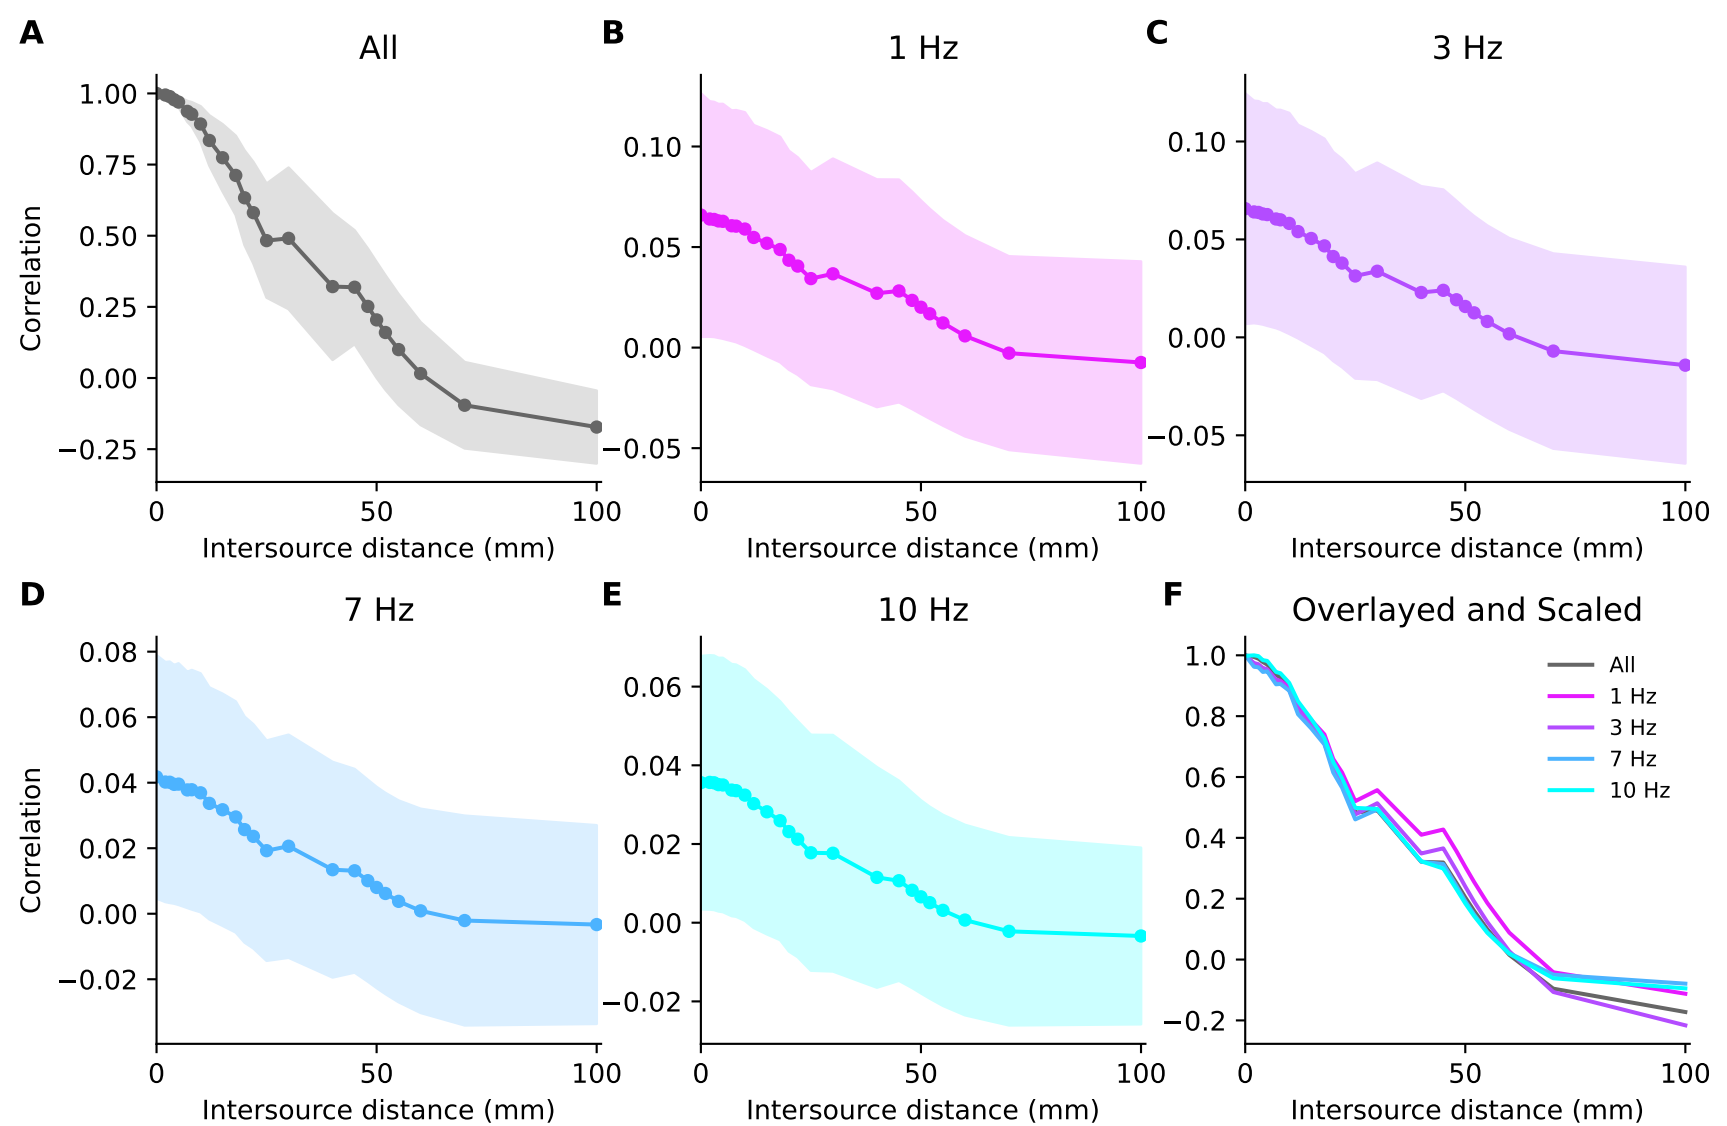 A
All
1.00
0.75
0.50
0.25
0.00
−0.25
Correlation
0 50 100
Intersource distance (mm)
B
1 Hz
0.10
0.05
0.00
−0.05
0 50 100
Intersource distance (mm)
C
3 Hz
0.10
0.05
0.00
−0.05
0 50 100
Intersource distance (mm)
D
7 Hz
0.08
0.06
0.04
0.02
0.00
−0.02
Correlation
0 50 100
Intersource distance (mm)
E
10 Hz
0.06
0.04
0.02
0.00
−0.02
0 50 100
Intersource distance (mm)
F
Overlayed and Scaled
1.0
0.8
0.6
0.4
0.2
0.0
−0.2
All
1 Hz
3 Hz
7 Hz
10 Hz
0 50 100
Intersource distance (mm)